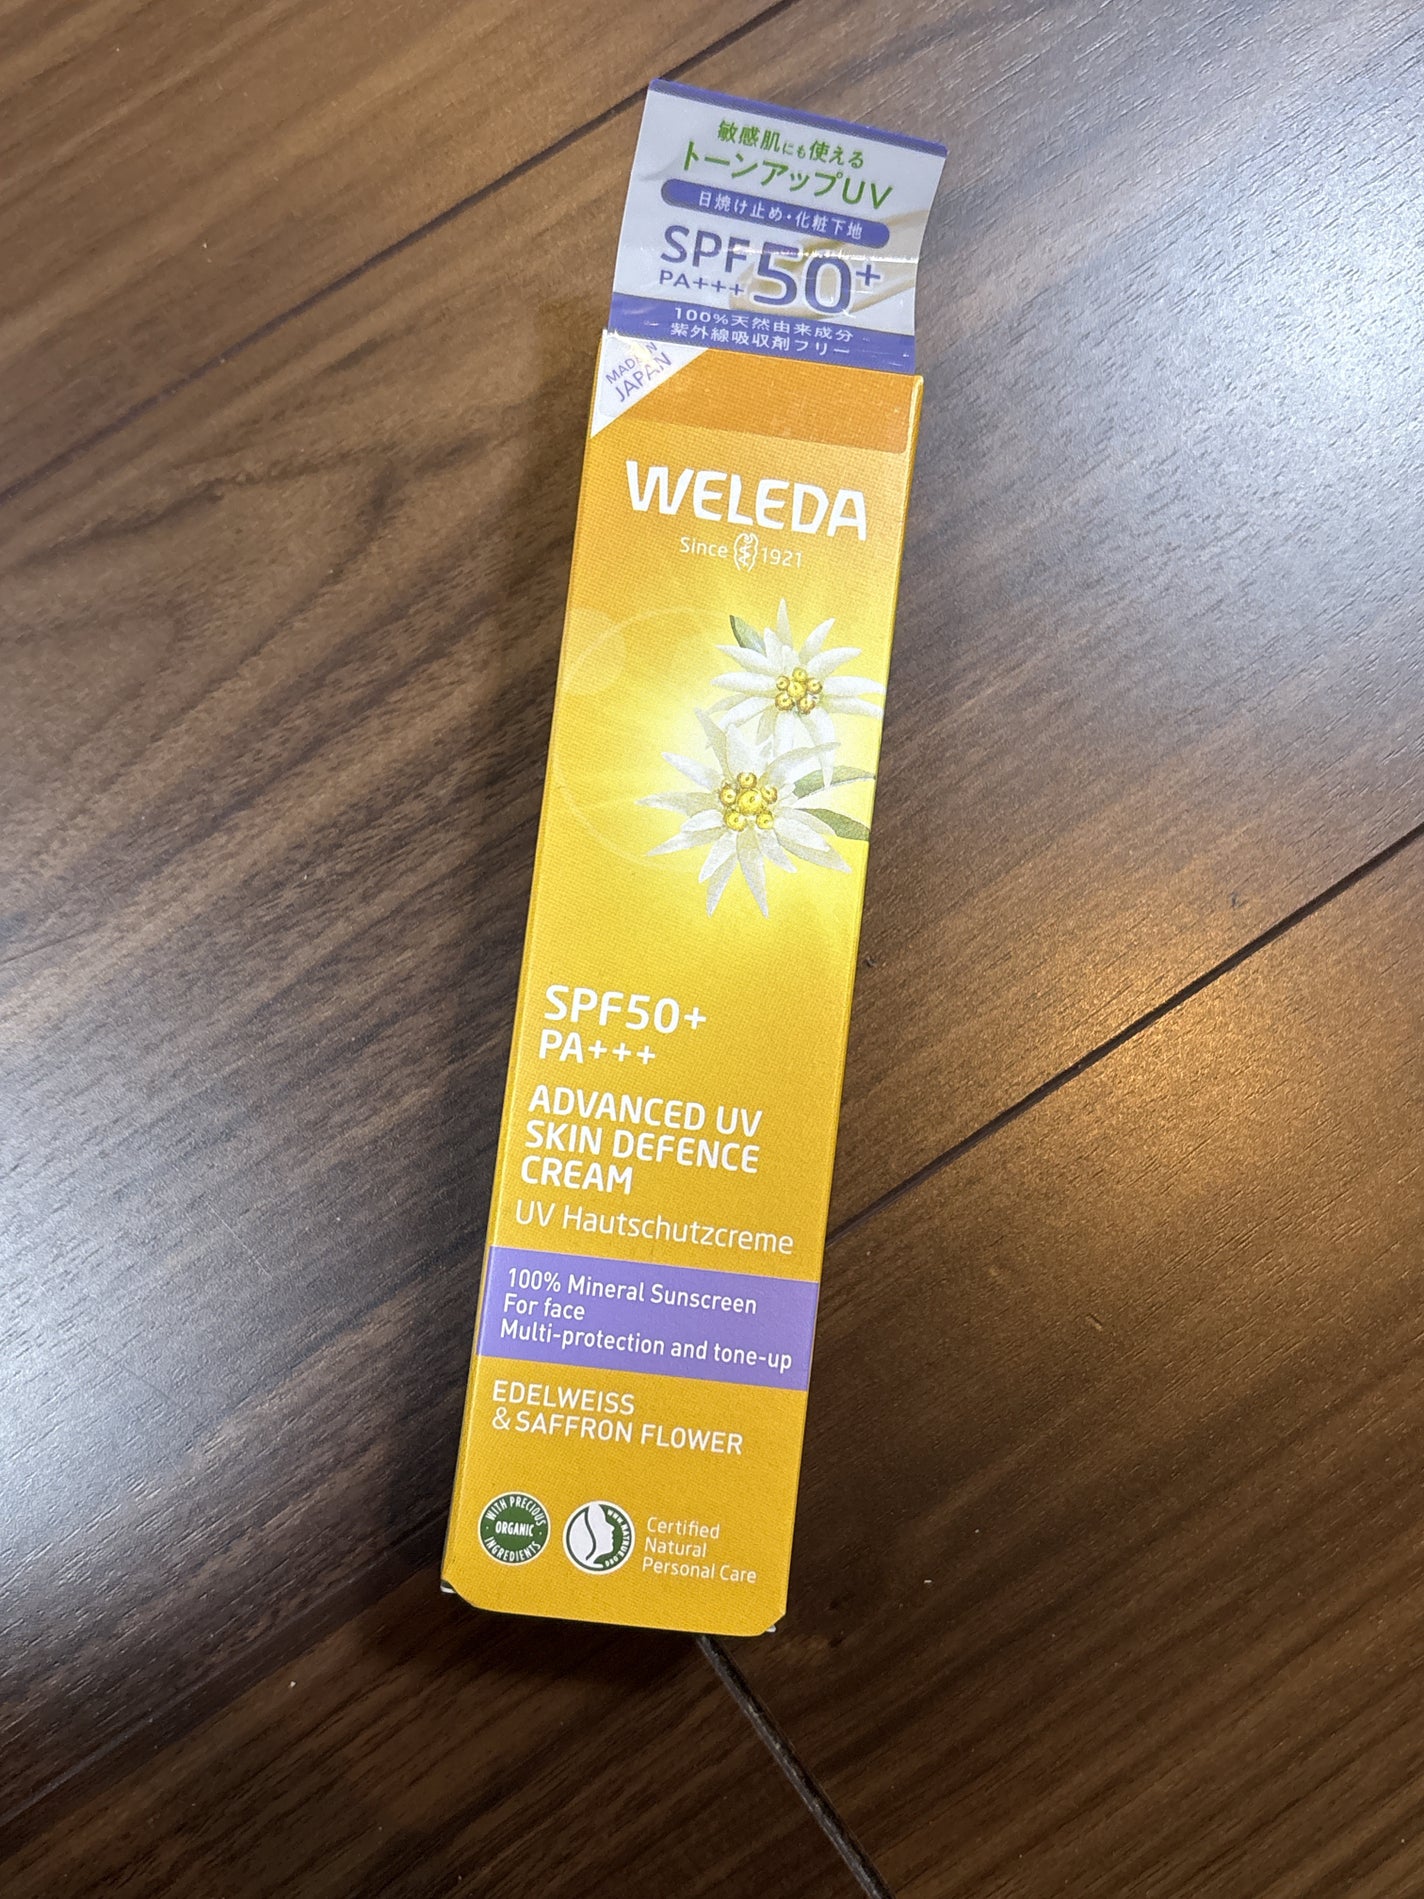 敏感肌にも使える
トーンアップUV
日焼け止め・化粧下地
SPF50+
PA+++
100%天然由来成分
紫外線吸収剤フリー
MADE IN
JAPAN
WELEDA
Since 1921
SPF50+
PA+++
ADVANCED UV
SKIN DEFENCE
CREAM
UV Hautschutzcreme
100% Mineral Sunscreen
For face
Multi-protection and tone-up
EDELWEISS
& SAFFRON FLOWER
WITH PRECIOUS
ORGANIC
INGREDIENTS
WWW.NATRUE.ORG
Certified
Natural
Personal Care